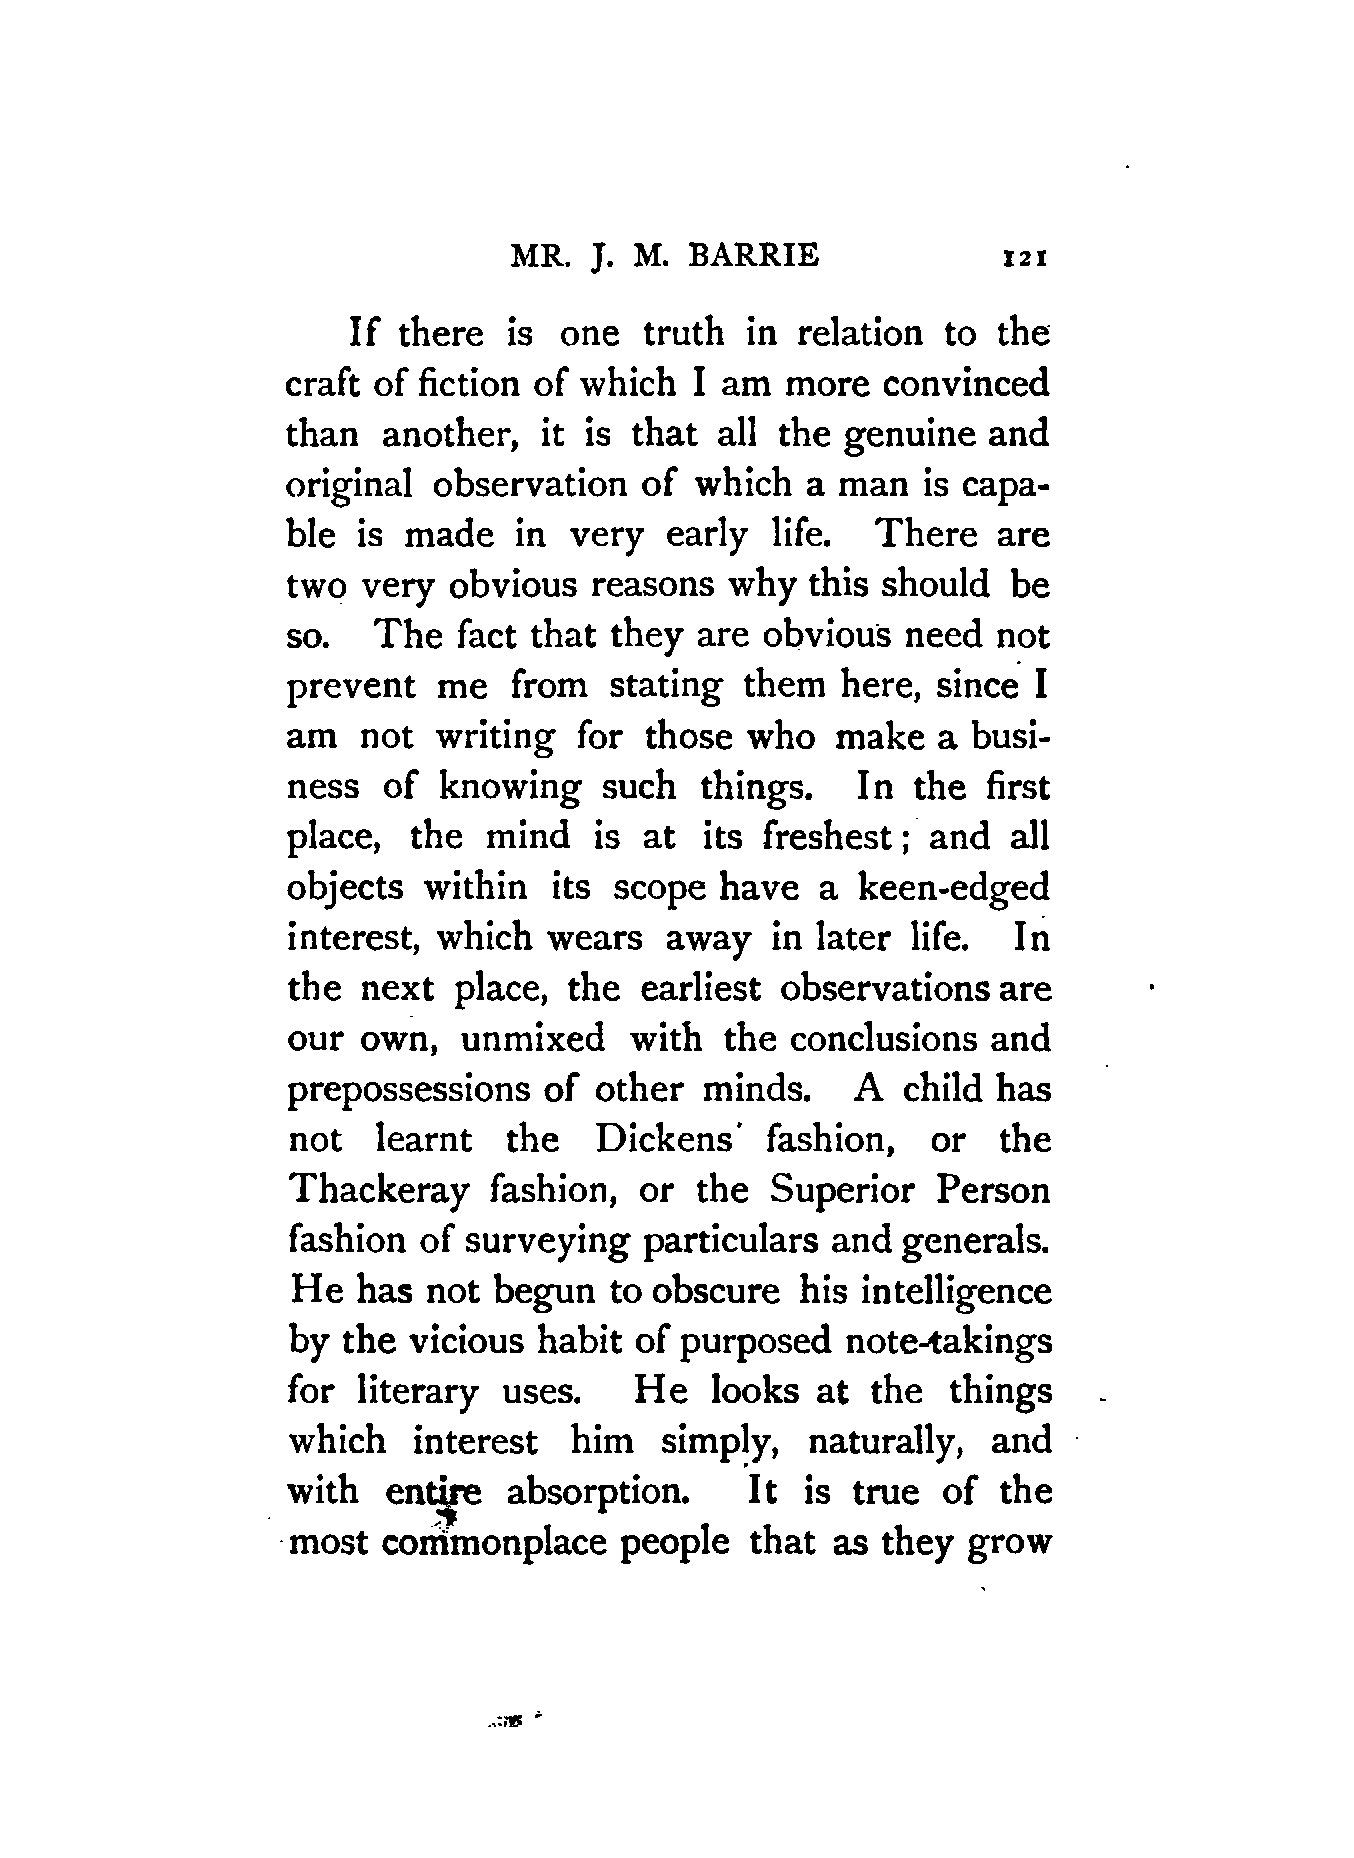 MR. J. M. BARRIE 121
If there is one truth in relation to the
craft of fiction of which I am more convinced
than another, it is that all the genuine and
original observation of which a man is capa-
ble is made in very early life. There are
two very obvious reasons why this should be
so. The fact that they are obvious need not
prevent me from stating them here, since I
am not writing for those who make a busi-
ness of knowing such things. In the first
place, the mind is at its freshest ; and all
objects within its scope have a keen-edged
interest, which wears away in later life. In
the next place, the earliest observations are
our own, unmixed with the conclusions and
prepossessions of other minds. A child has
not learnt the Dickens' fashion, or the
Thackeray fashion, or the Superior Person
fashion of surveying particulars and generals.
He has not begun to obscure his intelligence
by the vicious habit of purposed note-takings
for literary uses. He looks at the things
which interest him simply, naturally, and
with entire absorption. It is true of the
most commonplace people that as they grow